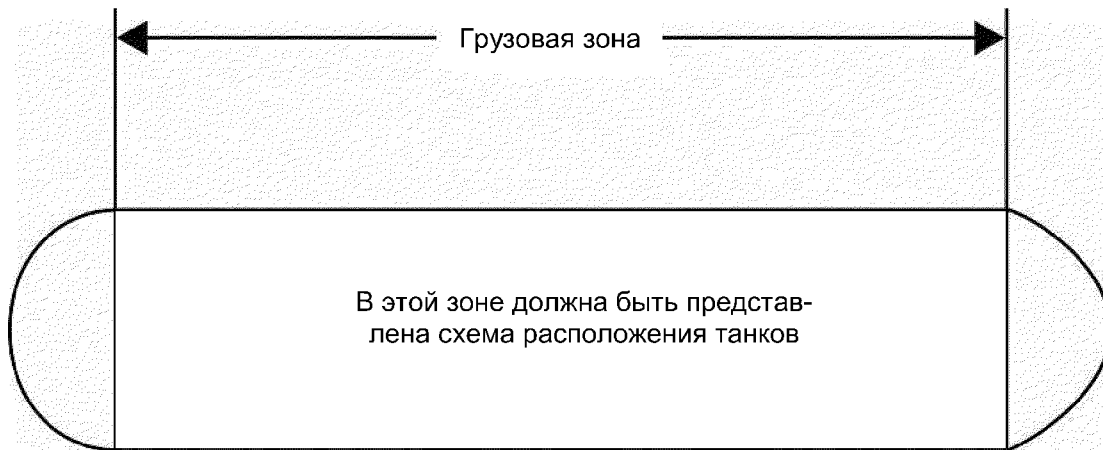 Грузовая зона
В этой зоне должна быть представ-
лена схема расположения танков